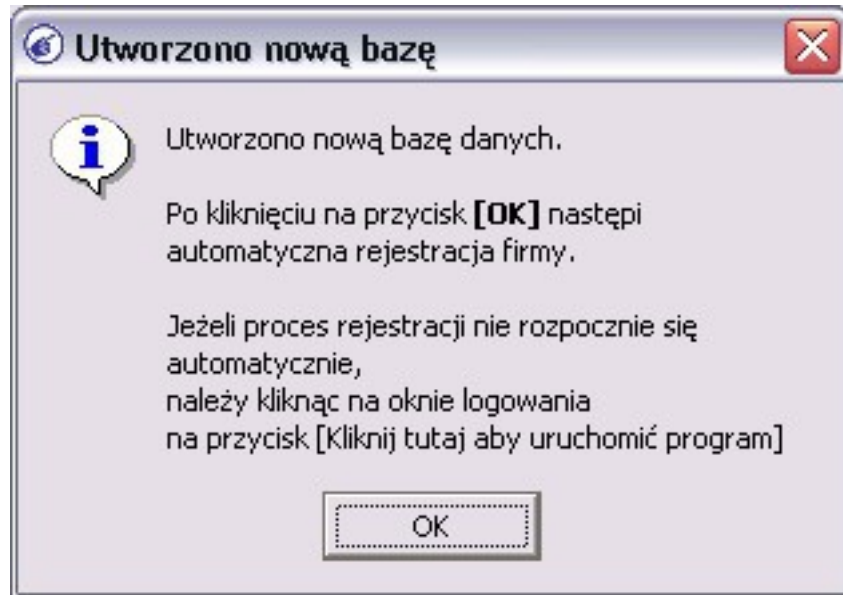 Utworzono nową bazę
Utworzono nową bazę danych.
Po kliknięciu na przycisk [OK] nastąpi
automatyczna rejestracja firmy.
Jeżeli proces rejestracji nie rozpocznie się
automatycznie,
należy kliknąc na oknie logowania
na przycisk [Kliknij tutaj aby uruchomić program]
OK